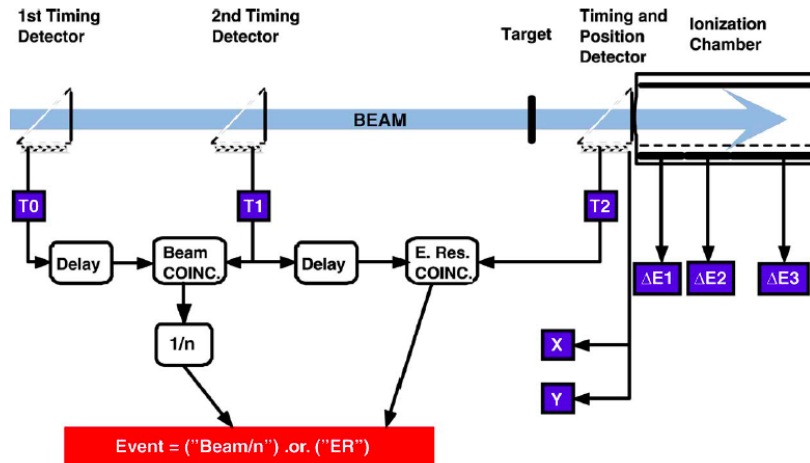 1st Timing
Detector
2nd Timing
Detector
Target
Timing and
Position
Detector
Ionization
Chamber
BEAM
T0
T1
T2
Delay
Beam
COINC.
Delay
E. Res.
COINC.
ΔE1
ΔE2
ΔE3
1/n
X
Y
Event = ("Beam/n") .or. ("ER")